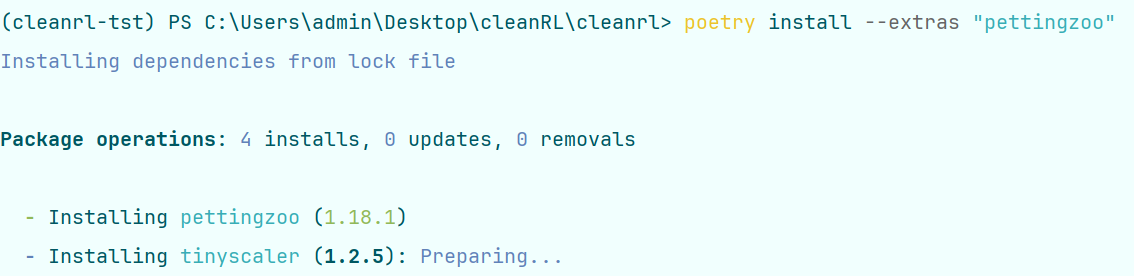 (cleanrl-tst) PS C:\Users\admin\Desktop\cleanRL\cleanrl> poetry install --extras "pettingzoo"
Installing dependencies from lock file
Package operations: 4 installs, 0 updates, 0 removals
- Installing pettingzoo (1.18.1)
- Installing tinyscaler (1.2.5): Preparing...